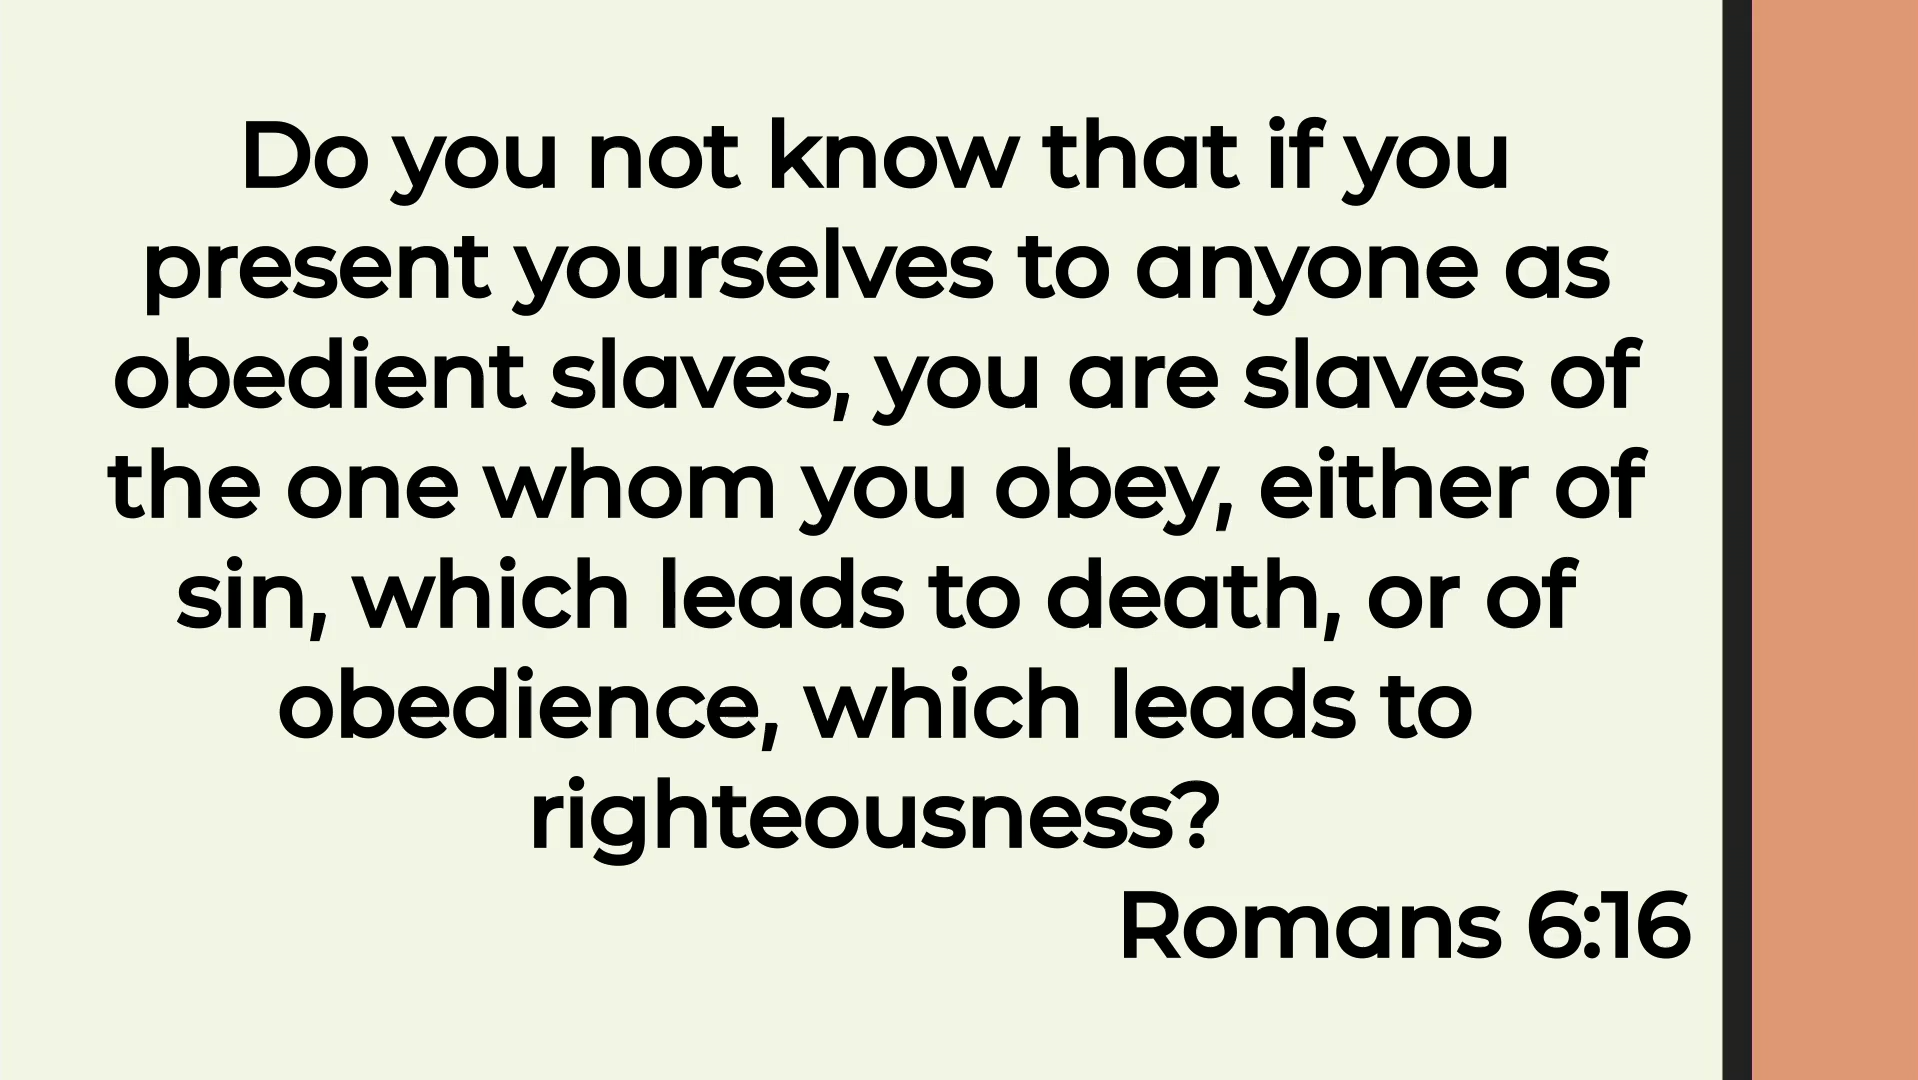 Do you not know that if you
present yourselves to anyone as
obedient slaves, you are slaves of
the one whom you obey, either of
sin, which leads to death, or of
obedience, which leads to
righteousness?
Romans 6:16